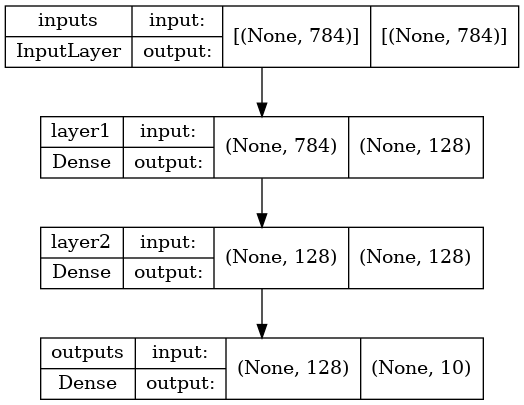 inputs input: [(None, 784)] [(None, 784)]
InputLayer output:
layer1 input: (None, 784) (None, 128)
Dense output:
layer2 input: (None, 128) (None, 128)
Dense output:
outputs input: (None, 128) (None, 10)
Dense output: